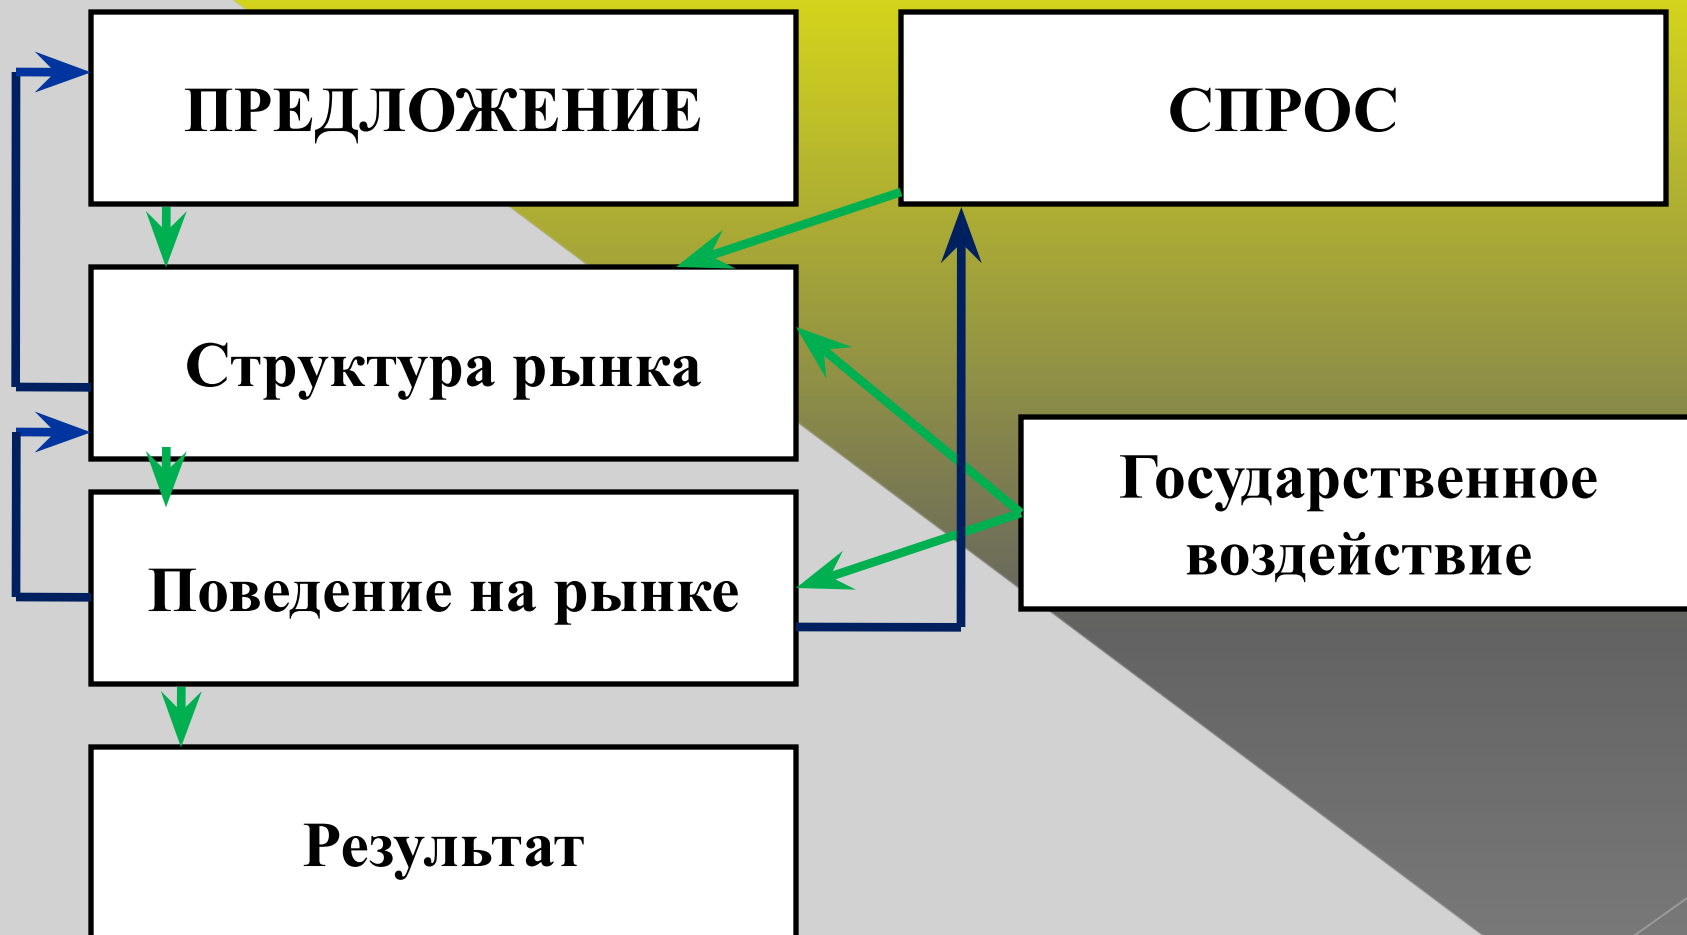 ПРЕДЛОЖЕНИЕ
СПРОС
Структура рынка
Государственное
воздействие
Поведение на рынке
Результат